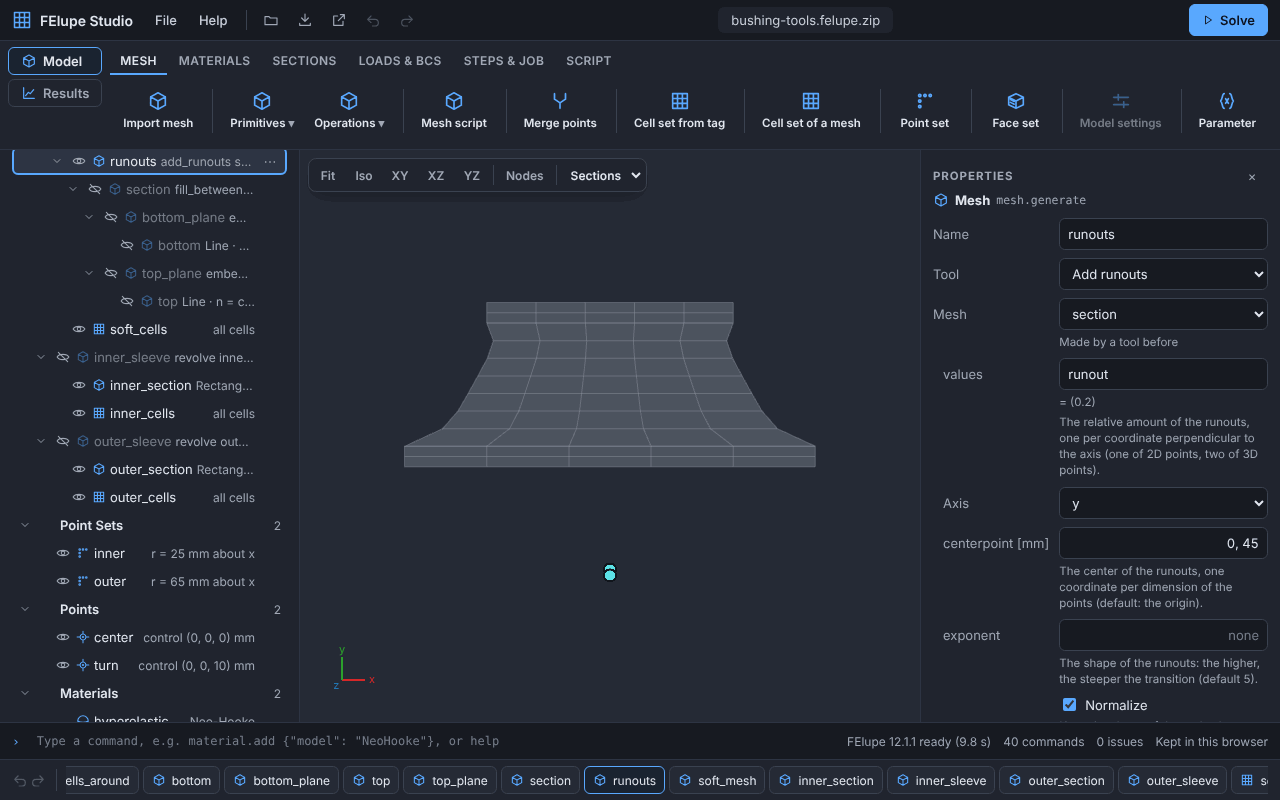 FElupe Studio File Help bushing-tools.felupe.zip Solve
Model MESH MATERIALS SECTIONS LOADS & BCS STEPS & JOB SCRIPT
Results
Import mesh Primitives ▾ Operations ▾ Mesh script Merge points Cell set from tag Cell set of a mesh Point set Face set Model settings Parameter
runouts add_runouts s... ...
section fill_between...
bottom_plane e...
bottom Line · ...
top_plane embe...
top Line · n = c...
soft_cells all cells
inner_sleeve revolve inne...
inner_section Rectang...
inner_cells all cells
outer_sleeve revolve out...
outer_section Rectang...
outer_cells all cells
Point Sets 2
inner r = 25 mm about x
outer r = 65 mm about x
Points 2
center control (0, 0, 0) mm
turn control (0, 0, 10) mm
Materials 2
hyperelastic Neo-Hooke
Fit Iso XY XZ YZ Nodes Sections
y
z x
PROPERTIES ×
Mesh mesh.generate
Name runouts
Tool Add runouts
Mesh section
Made by a tool before
values runout
= (0.2)
The relative amount of the runouts,
one per coordinate perpendicular to
the axis (one of 2D points, two of 3D
points).
Axis y
centerpoint [mm] 0, 45
The center of the runouts, one
coordinate per dimension of the
points (default: the origin).
exponent none
The shape of the runouts: the higher,
the steeper the transition (default 5).
Normalize
› Type a command, e.g. material.add {"model": "NeoHooke"}, or help FElupe 12.1.1 ready (9.8 s) 40 commands 0 issues Kept in this browser
ells_around bottom bottom_plane top top_plane section runouts soft_mesh inner_section inner_sleeve outer_section outer_sleeve